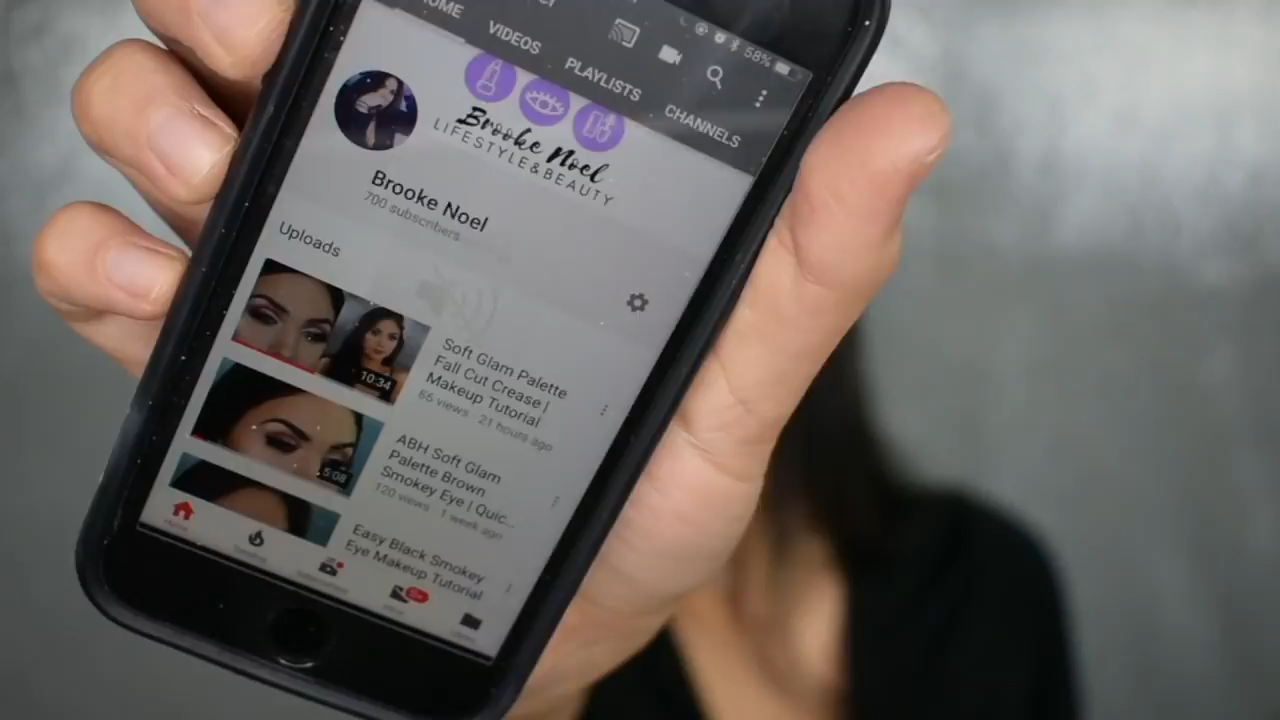 58%
HOME
VIDEOS
PLAYLISTS
CHANNELS
Brooke Noel
LIFESTYLE&BEAUTY
Brooke Noel
700 subscribers
Uploads
10:34
Soft Glam Palette
Fall Cut Crease |
Makeup Tutorial
66 views · 21 hours ago
5:08
ABH Soft Glam
Palette Brown
Smokey Eye | Quic...
120 views · 1 week ago
Easy Black Smokey
Eye Makeup Tutorial
Home